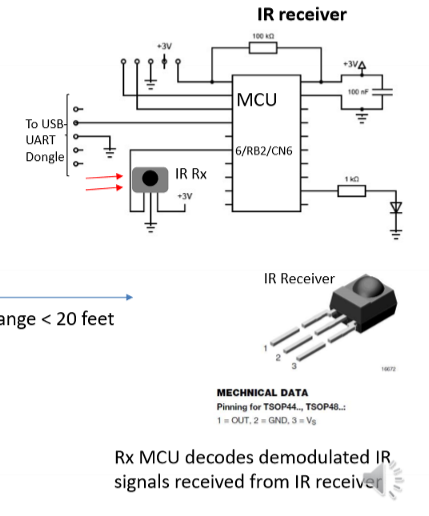 IR receiver
100 kΩ
+3V
+3V
100 nF
MCU
To USB-
UART
Dongle
6/RB2/CN6
IR Rx
+3V
1 kΩ
IR Receiver
ange < 20 feet
1
2
3
16672
MECHNICAL DATA
Pinning for TSOP44.., TSOP48..:
1 = OUT, 2 = GND, 3 = VS
Rx MCU decodes demodulated IR
signals received from IR receiver